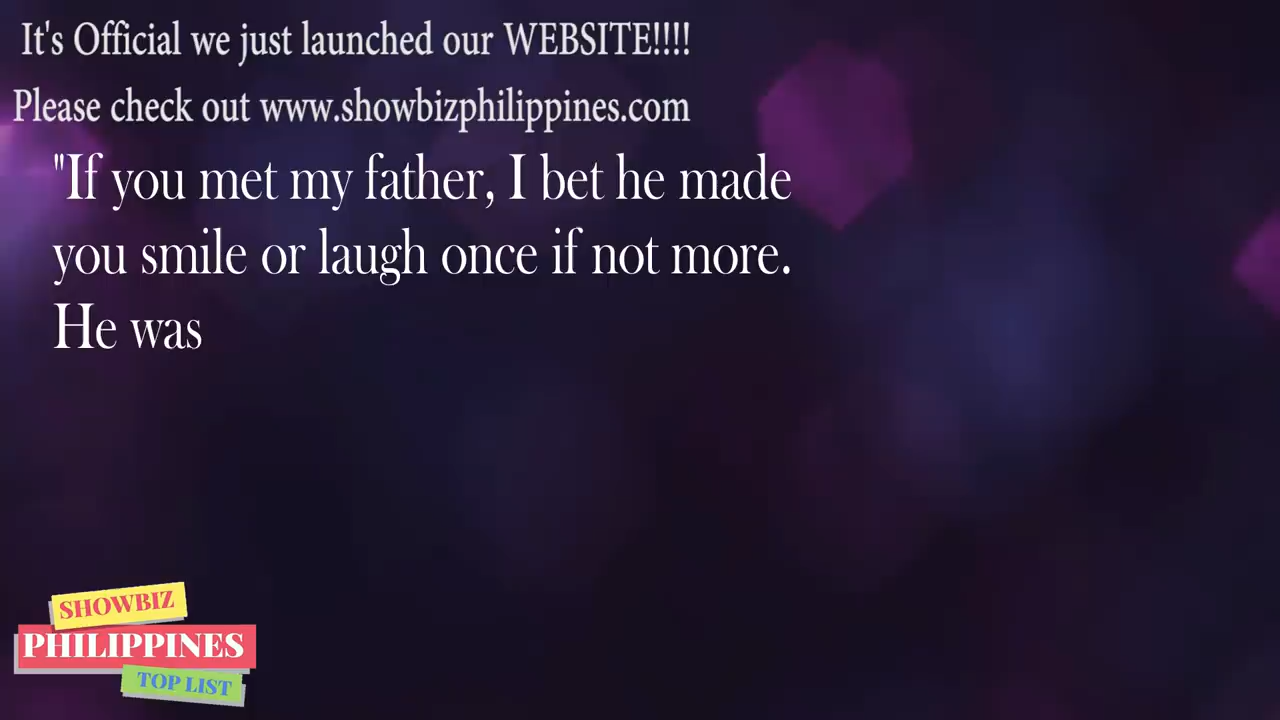 It's Official we just launched our WEBSITE!!!!
Please check out www.showbizphilippines.com
"If you met my father, I bet he made
you smile or laugh once if not more.
He was
SHOWBIZ
PHILIPPINES
TOP LIST